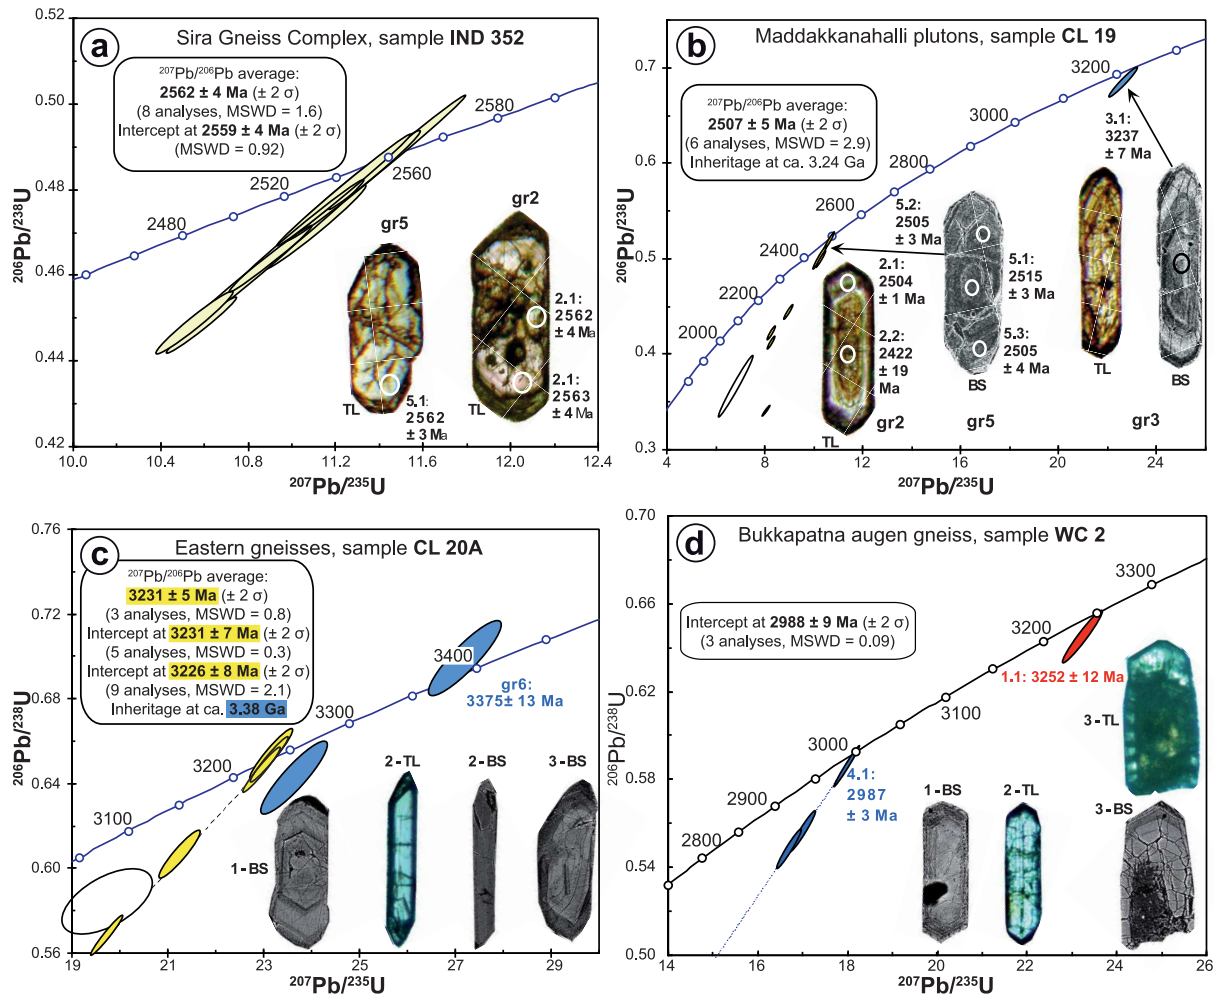 a
Sira Gneiss Complex, sample IND 352
207Pb/206Pb average:
2562 ± 4 Ma (± 2 σ)
(8 analyses, MSWD = 1.6)
Intercept at 2559 ± 4 Ma (± 2 σ)
(MSWD = 0.92)
0.52
0.50
0.48
0.46
0.44
0.42
206Pb/238U
10.0
10.4
10.8
11.2
11.6
12.0
12.4
207Pb/235U
2480
2520
2560
2580
gr5
gr2
TL
5.1:
2562
± 3 Ma
TL
2.1:
2562
± 4 Ma
2.1:
2563
± 4 Ma
b
Maddakkanahalli plutons, sample CL 19
207Pb/206Pb average:
2507 ± 5 Ma (± 2 σ)
(6 analyses, MSWD = 2.9)
Inheritance at ca. 3.24 Ga
0.7
0.6
0.5
0.4
0.3
206Pb/238U
4
8
12
16
20
24
207Pb/235U
2000
2200
2400
2600
2800
3000
3200
3.1:
3237
± 7 Ma
5.2:
2505
± 3 Ma
5.1:
2515
± 3 Ma
5.3:
2505
± 4 Ma
2.1:
2504
± 1 Ma
2.2:
2422
± 19
Ma
TL
gr2
BS
gr5
TL
BS
gr3
c
Eastern gneisses, sample CL 20A
207Pb/206Pb average:
3231 ± 5 Ma (± 2 σ)
(3 analyses, MSWD = 0.8)
Intercept at 3231 ± 7 Ma (± 2 σ)
(5 analyses, MSWD = 0.3)
Intercept at 3226 ± 8 Ma (± 2 σ)
(9 analyses, MSWD = 2.1)
Inheritage at ca. 3.38 Ga
0.76
0.72
0.68
0.64
0.60
0.56
206Pb/238U
19
21
23
25
27
29
207Pb/235U
3100
3200
3300
3400
gr6:
3375± 13 Ma
1-BS
2-TL
2-BS
3-BS
d
Bukkapatna augen gneiss, sample WC 2
Intercept at 2988 ± 9 Ma (± 2 σ)
(3 analyses, MSWD = 0.09)
0.70
0.66
0.62
0.58
0.54
0.50
206Pb/238U
14
16
18
20
22
24
26
207Pb/235U
2800
2900
3000
3100
3200
3300
1.1: 3252 ± 12 Ma
4.1:
2987
± 3 Ma
1-BS
2-TL
3-TL
3-BS